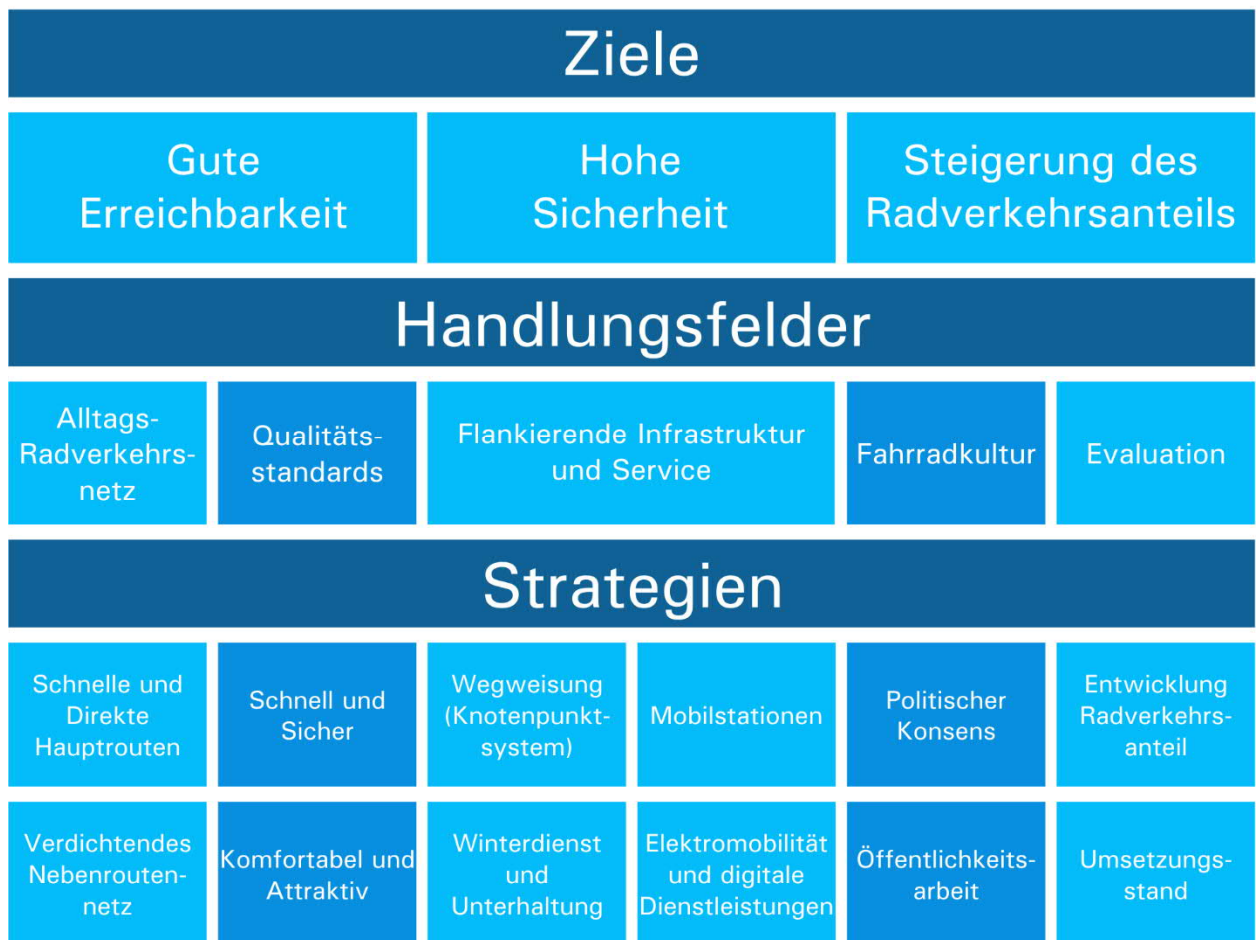 Ziele
Gute
Erreichbarkeit
Hohe
Sicherheit
Steigerung des
Radverkehrsanteils
Handlungsfelder
Alltags-
Radverkehrs-
netz
Qualitäts-
standards
Flankierende Infrastruktur
und Service
Fahrradkultur
Evaluation
Strategien
Schnelle und
Direkte
Hauptrouten
Schnell und
Sicher
Wegweisung
(Knotenpunkt-
system)
Mobilstationen
Politischer
Konsens
Entwicklung
Radverkehrs-
anteil
Verdichtendes
Nebenrouten-
netz
Komfortabel und
Attraktiv
Winterdienst
und
Unterhaltung
Elektromobilität
und digitale
Dienstleistungen
Öffentlichkeits-
arbeit
Umsetzungs-
stand